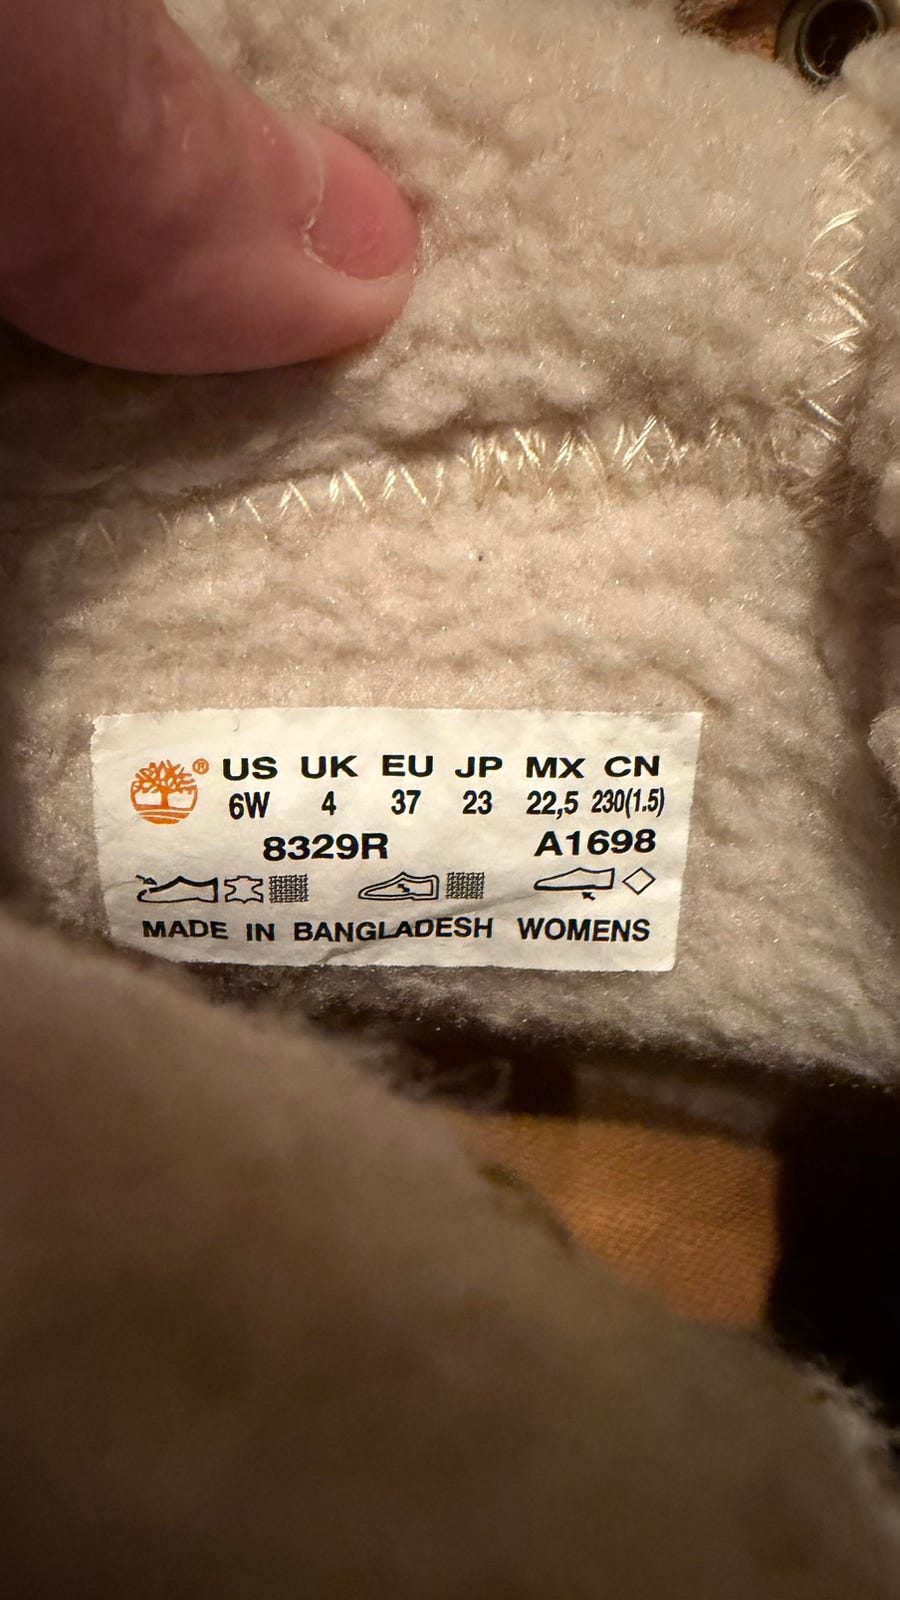 ® US UK EU JP MX CN
6W 4 37 23 22,5 230(1.5)
8329R A1698
MADE IN BANGLADESH WOMENS